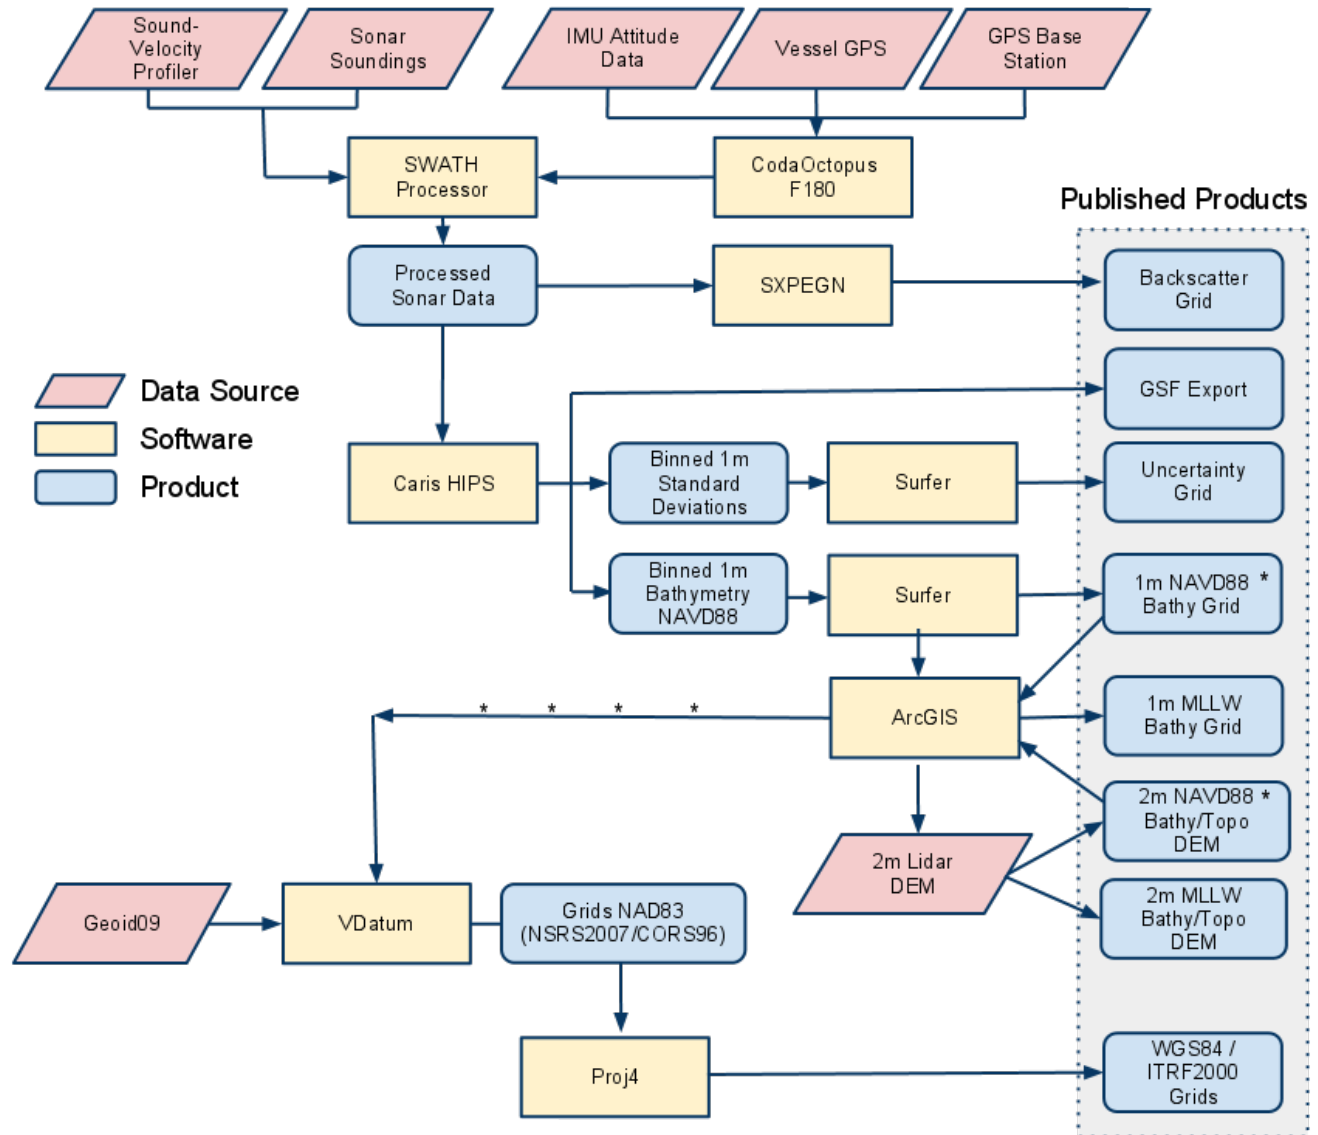 Sound-
Velocity
Profiler
Sonar
Soundings
IMU Attitude
Data
Vessel GPS
GPS Base
Station
SWATH
Processor
CodaOctopus
F180
Published Products
Processed
Sonar Data
SXPEGN
Backscatter
Grid
Data Source
Software
Product
GSF Export
Caris HIPS
Binned 1m
Standard
Deviations
Surfer
Uncertainty
Grid
Binned 1m
Bathymetry
NAVD88
Surfer
1m NAVD88 *
Bathy Grid
* * * *
ArcGIS
1m MLLW
Bathy Grid
2m NAVD88 *
Bathy/Topo
DEM
2m Lidar
DEM
2m MLLW
Bathy/Topo
DEM
Geoid09
VDatum
Grids NAD83
(NSRS2007/CORS96)
Proj4
WGS84 /
ITRF2000
Grids